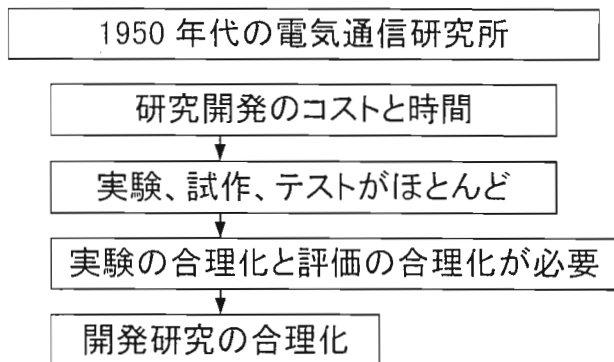 1950 年代の電気通信研究所
研究開発のコストと時間
実験、試作、テストがほとんど
実験の合理化と評価の合理化が必要
開発研究の合理化